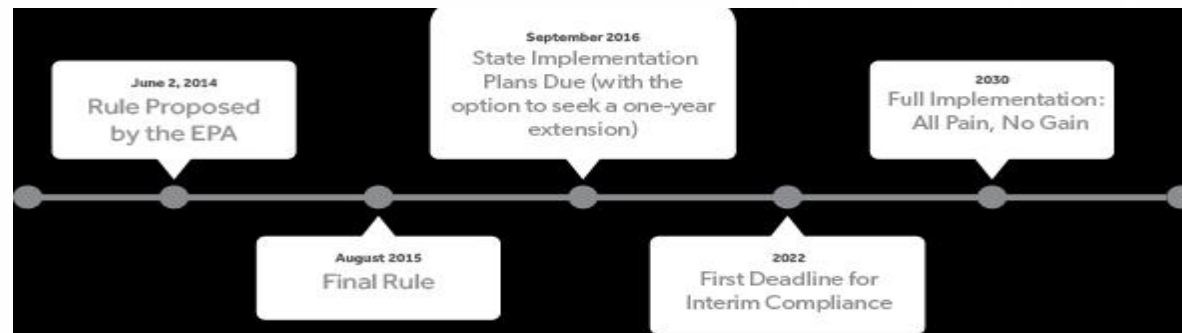 June 2, 2014
Rule Proposed
by the EPA
August 2015
Final Rule
September 2016
State Implementation
Plans Due (with the
option to seek a one-year
extension)
2022
First Deadline for
Interim Compliance
2030
Full Implementation:
All Pain, No Gain